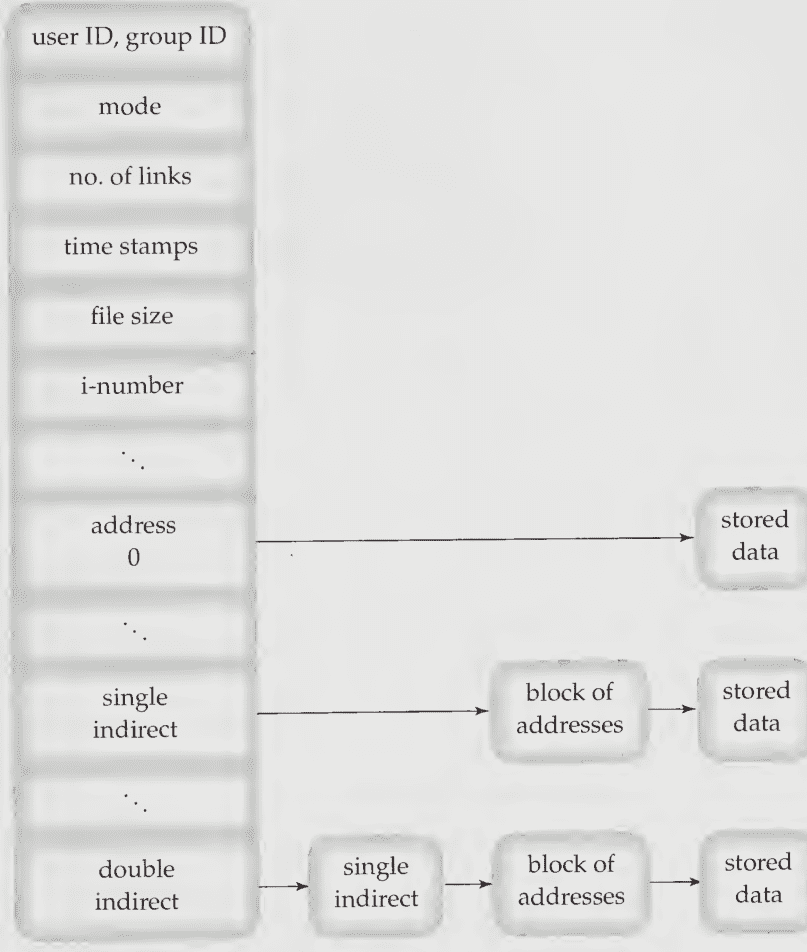 user ID, group ID
mode
no. of links
time stamps
file size
i-number
⋱
address
0
stored
data
⋱
single
indirect
block of
addresses
stored
data
⋱
double
indirect
single
indirect
block of
addresses
stored
data